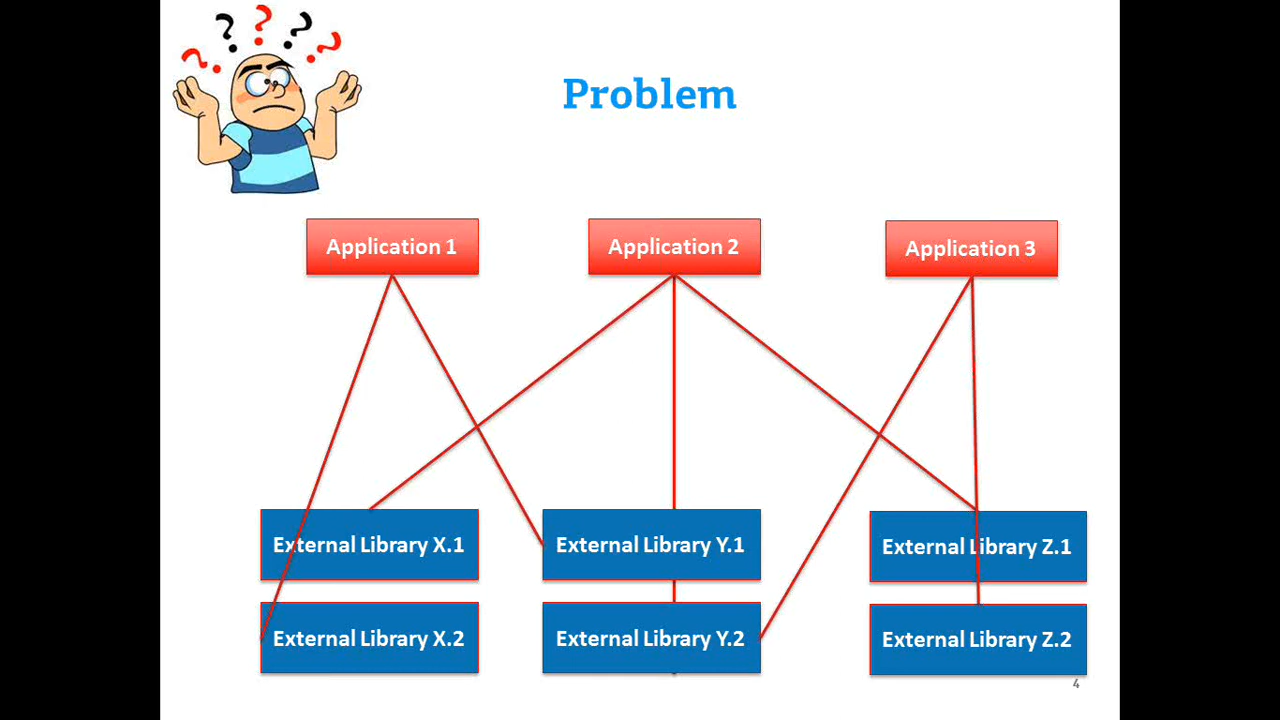 ? ? ? ? ?
Problem
Application 1
Application 2
Application 3
External Library X.1
External Library Y.1
External Library Z.1
External Library X.2
External Library Y.2
External Library Z.2
4